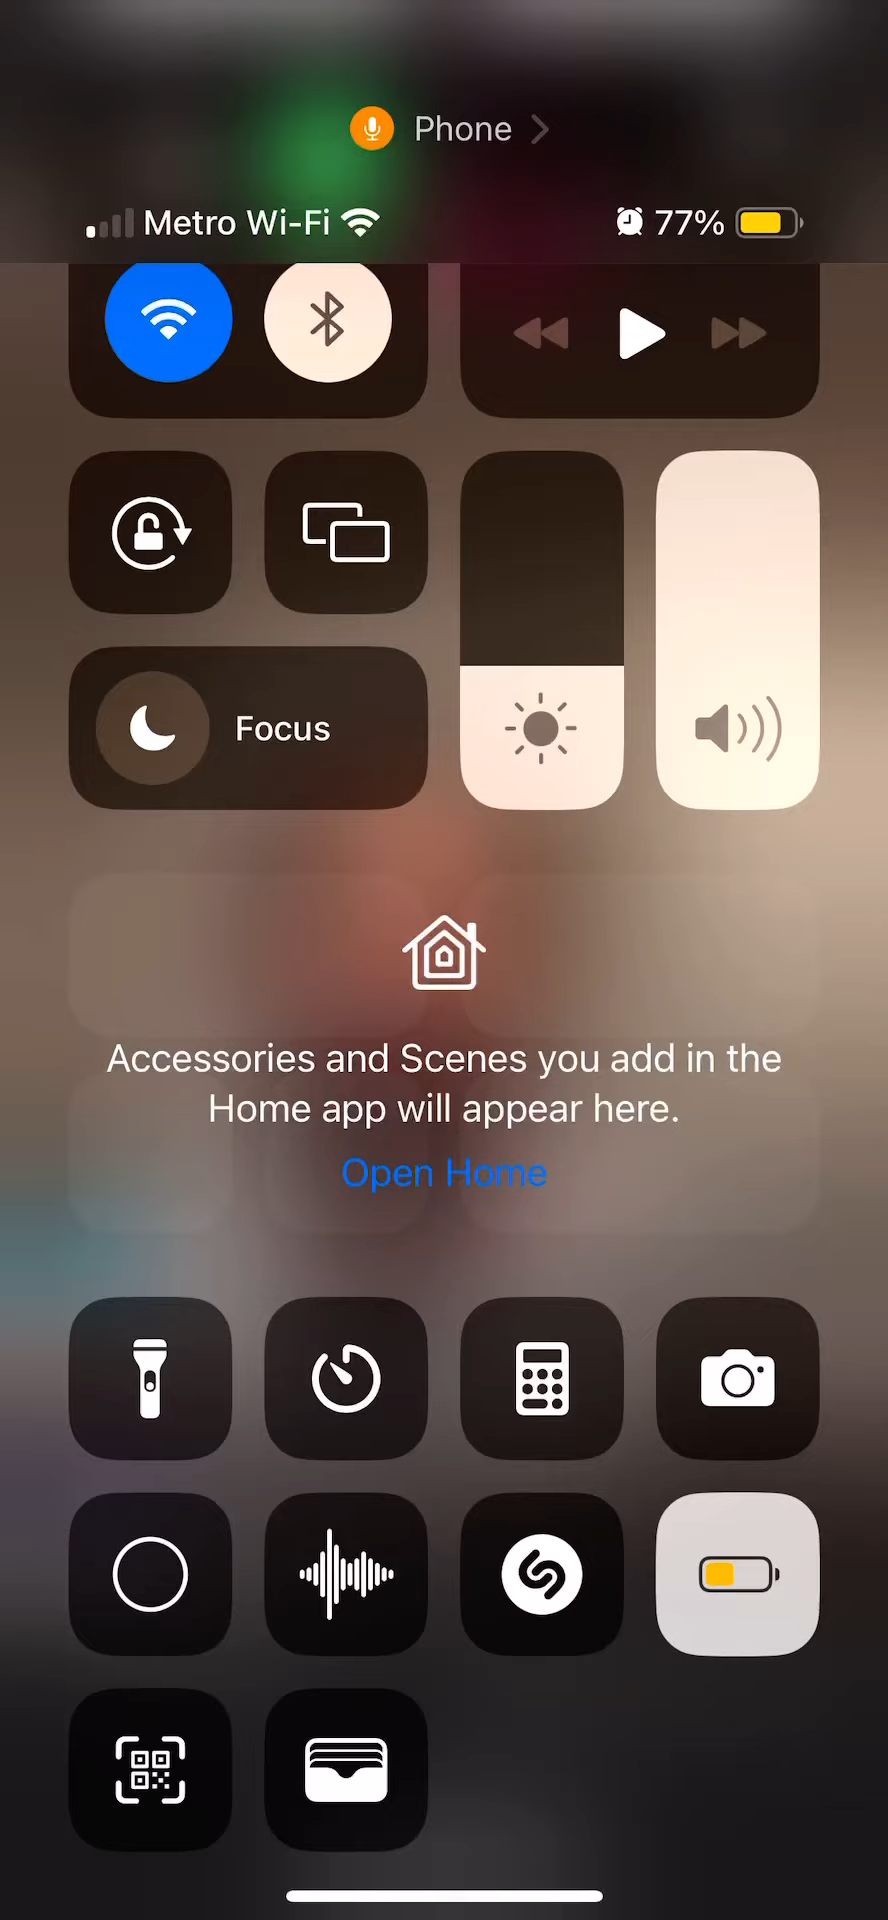 Phone
Metro Wi-Fi 77%
Focus
Accessories and Scenes you add in the
Home app will appear here.
Open Home